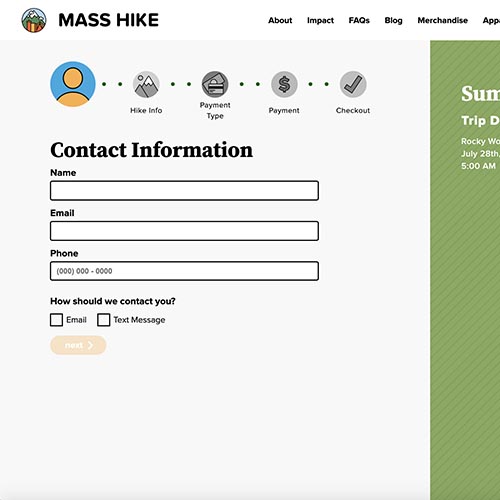 MASS HIKE
About Impact FAQs Blog Merchandise
Hike Info
Payment
Type
Payment
Checkout
Contact Information
Name
Email
Phone
(000) 000 - 0000
How should we contact you?
Email
Text Message
next
Sum
Trip D
Rocky Wo
July 28th,
5:00 AM